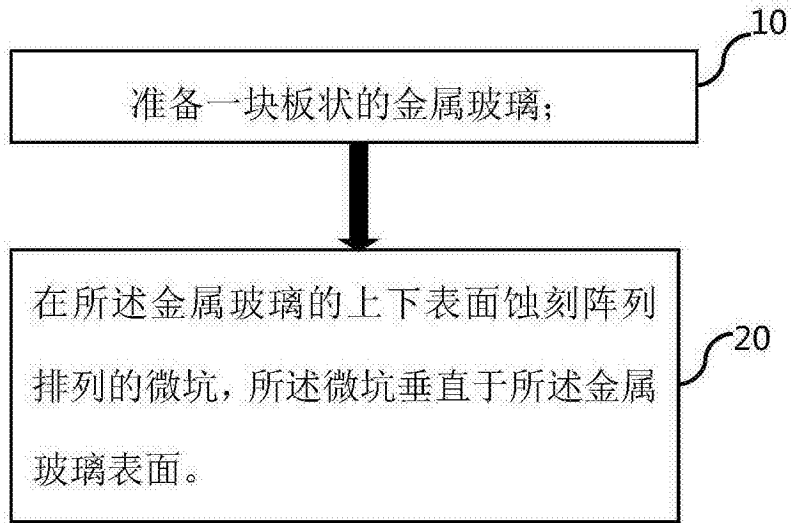 10
准备一块板状的金属玻璃；
在所述金属玻璃的上下表面蚀刻阵列
排列的微坑，所述微坑垂直于所述金属
玻璃表面。
20